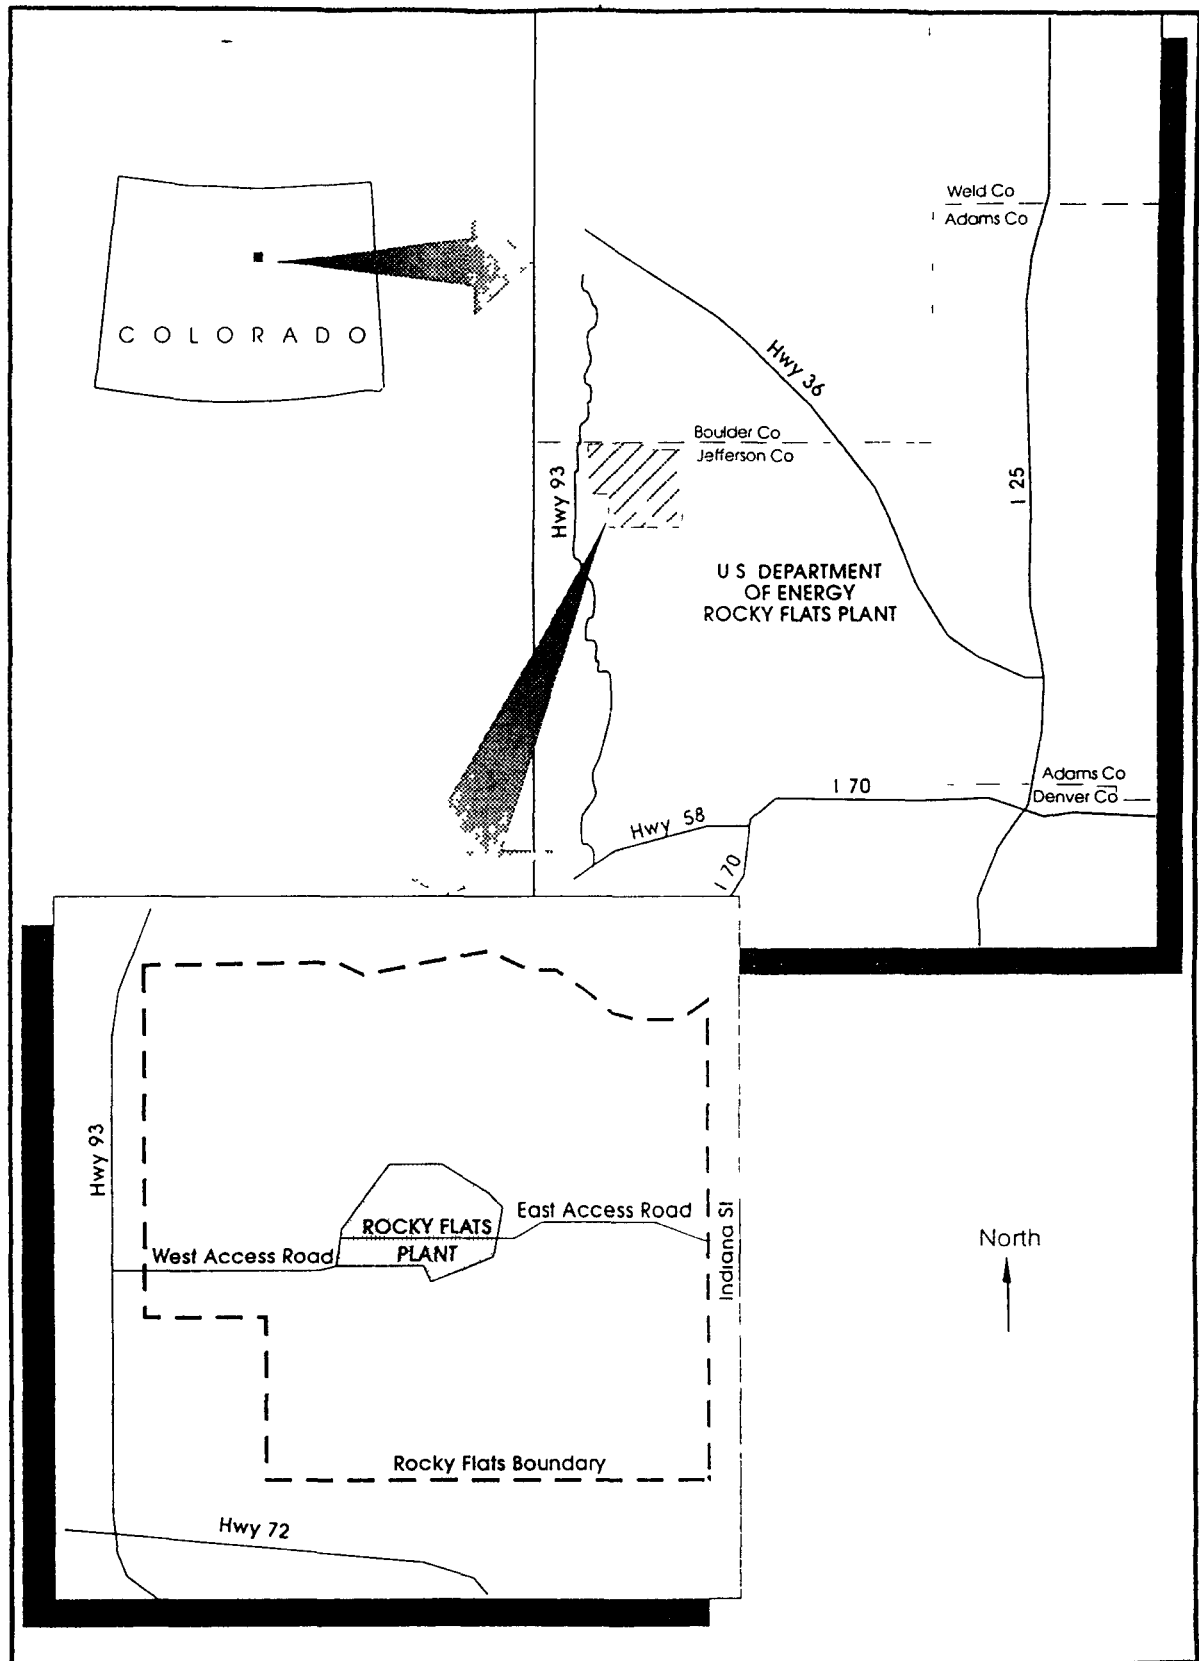 Weld Co
Adams Co
COLORADO
Hwy 36
Boulder Co
Jefferson Co
Hwy 93
I 25
U S DEPARTMENT
OF ENERGY
ROCKY FLATS PLANT
Adams Co
Denver Co
I 70
Hwy 58
I 70
Hwy 93
East Access Road
ROCKY FLATS
PLANT
West Access Road
Indiana St
North
Rocky Flats Boundary
Hwy 72